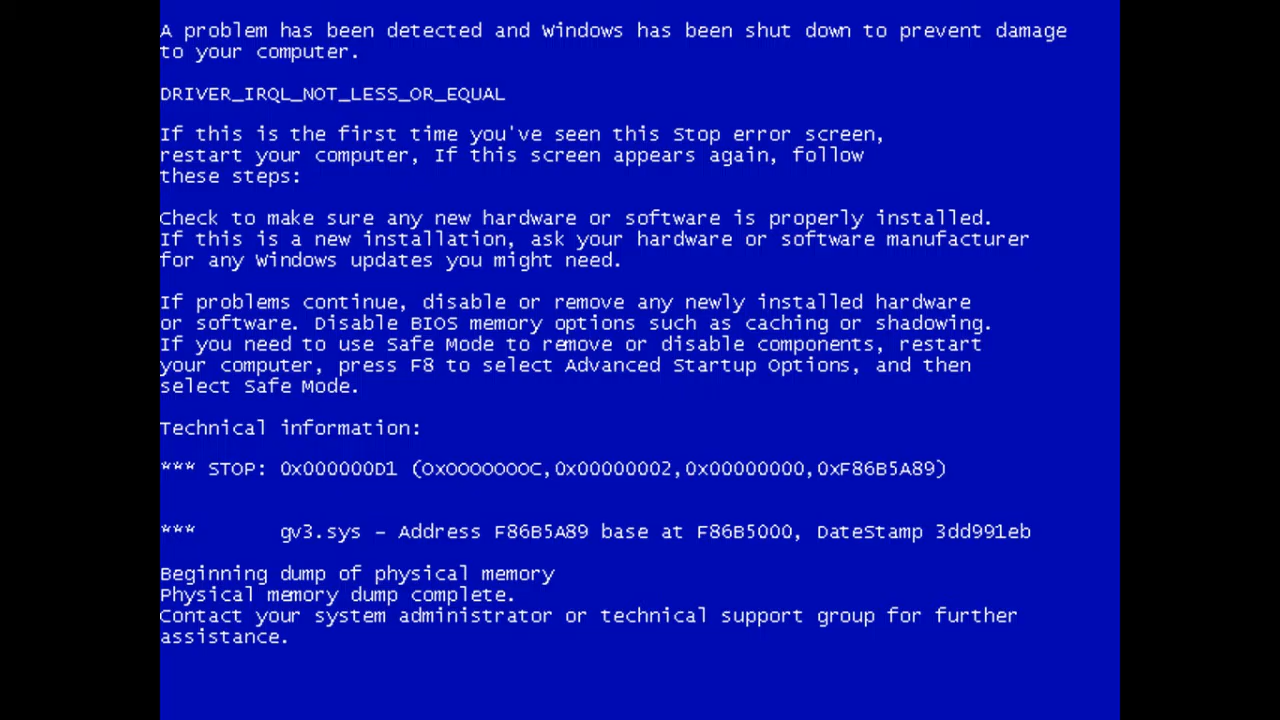 A problem has been detected and Windows has been shut down to prevent damage
to your computer.
DRIVER_IRQL_NOT_LESS_OR_EQUAL
If this is the first time you've seen this Stop error screen,
restart your computer, If this screen appears again, follow
these steps:
Check to make sure any new hardware or software is properly installed.
If this is a new installation, ask your hardware or software manufacturer
for any Windows updates you might need.
If problems continue, disable or remove any newly installed hardware
or software. Disable BIOS memory options such as caching or shadowing.
If you need to use Safe Mode to remove or disable components, restart
your computer, press F8 to select Advanced Startup Options, and then
select Safe Mode.
Technical information:
*** STOP: 0x000000D1 (0x0000000C,0x00000002,0x00000000,0xF86B5A89)
*** gv3.sys – Address F86B5A89 base at F86B5000, DateStamp 3dd991eb
Beginning dump of physical memory
Physical memory dump complete.
Contact your system administrator or technical support group for further
assistance.